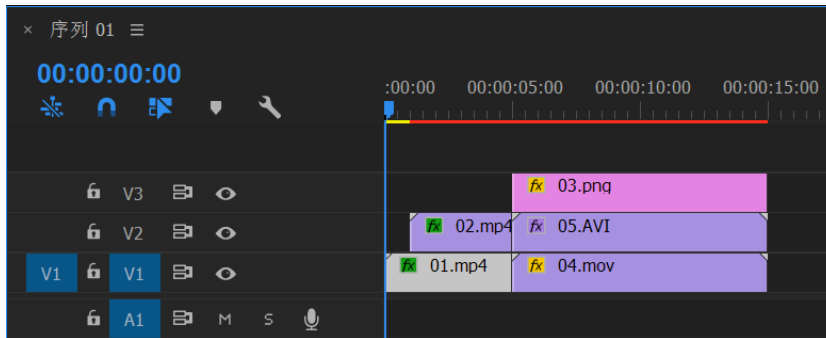 × 序列 01 ≡
00:00:00:00
:00:00 00:00:05:00 00:00:10:00 00:00:15:00
V3 fx 03.png
V2 fx 02.mp4 fx 05.AVI
V1 V1 fx 01.mp4 fx 04.mov
A1 M S